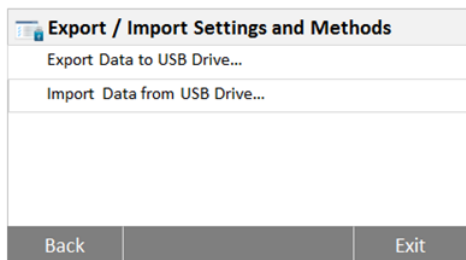 Export / Import Settings and Methods
Export Data to USB Drive...
Import Data from USB Drive...
Back
Exit